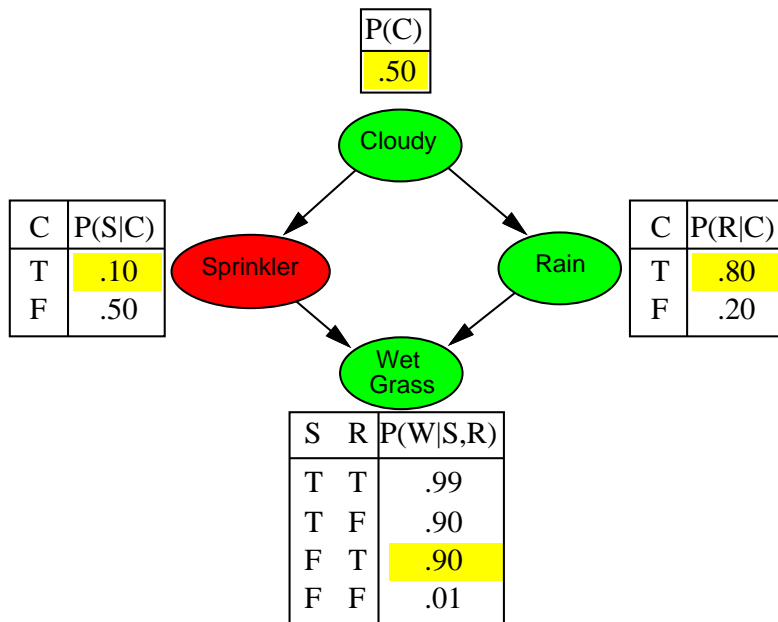 P(C)
.50
Cloudy
C P(S|C)
T .10
F .50
Sprinkler
Rain
C P(R|C)
T .80
F .20
Wet
Grass
S R P(W|S,R)
T T .99
T F .90
F T .90
F F .01